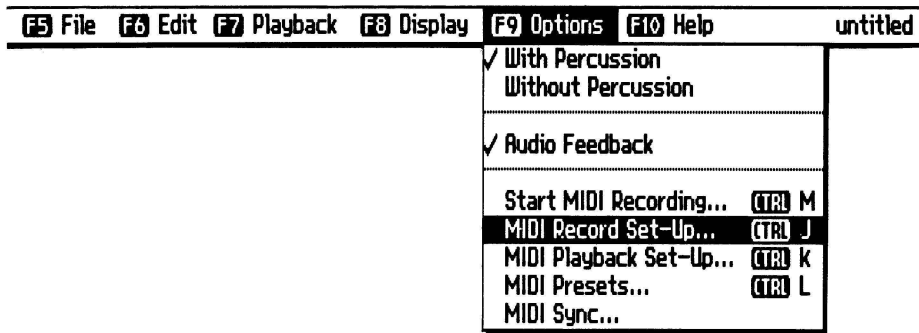 F5 File F6 Edit F7 Playback F8 Display F9 Options F10 Help untitled
✓ With Percussion
Without Percussion
✓ Audio Feedback
Start MIDI Recording... CTRL M
MIDI Record Set-Up... CTRL J
MIDI Playback Set-Up... CTRL K
MIDI Presets... CTRL L
MIDI Sync...